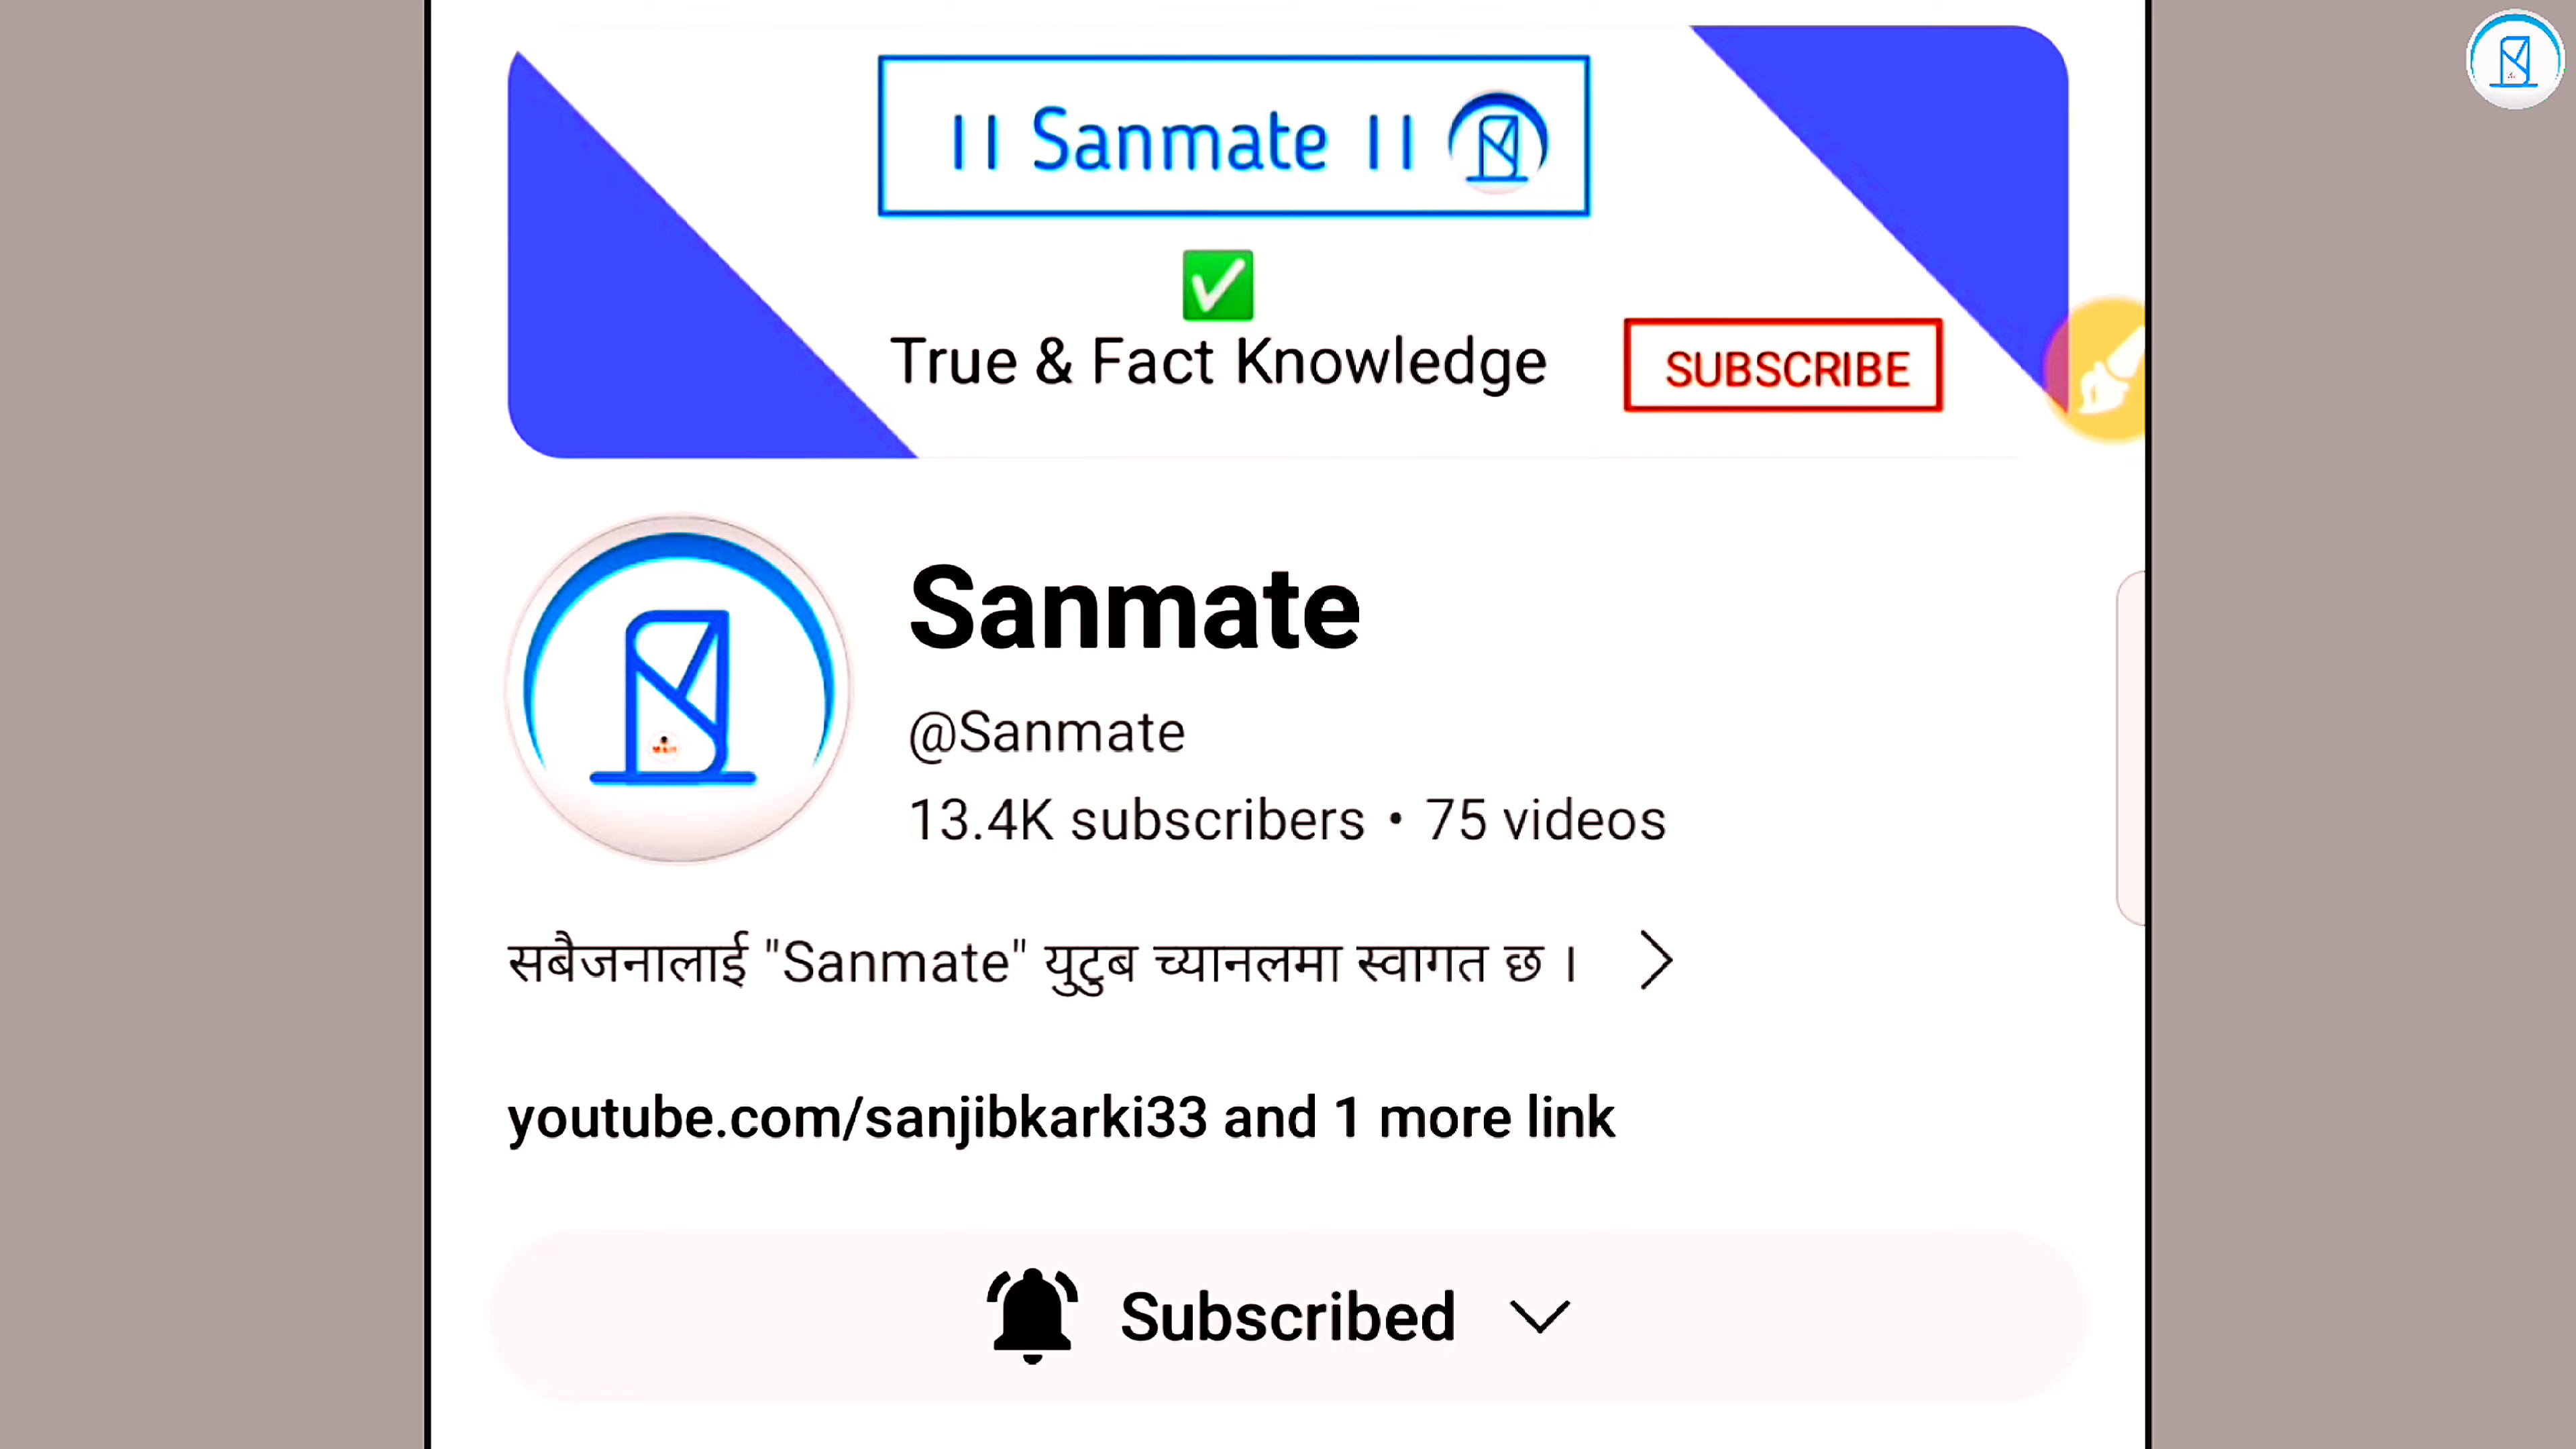 II Sanmate II
True & Fact Knowledge
SUBSCRIBE
Sanmate
@Sanmate
13.4K subscribers • 75 videos
सबैजनालाई "Sanmate" युटुब च्यानलमा स्वागत छ ।
youtube.com/sanjibkarki33 and 1 more link
Subscribed